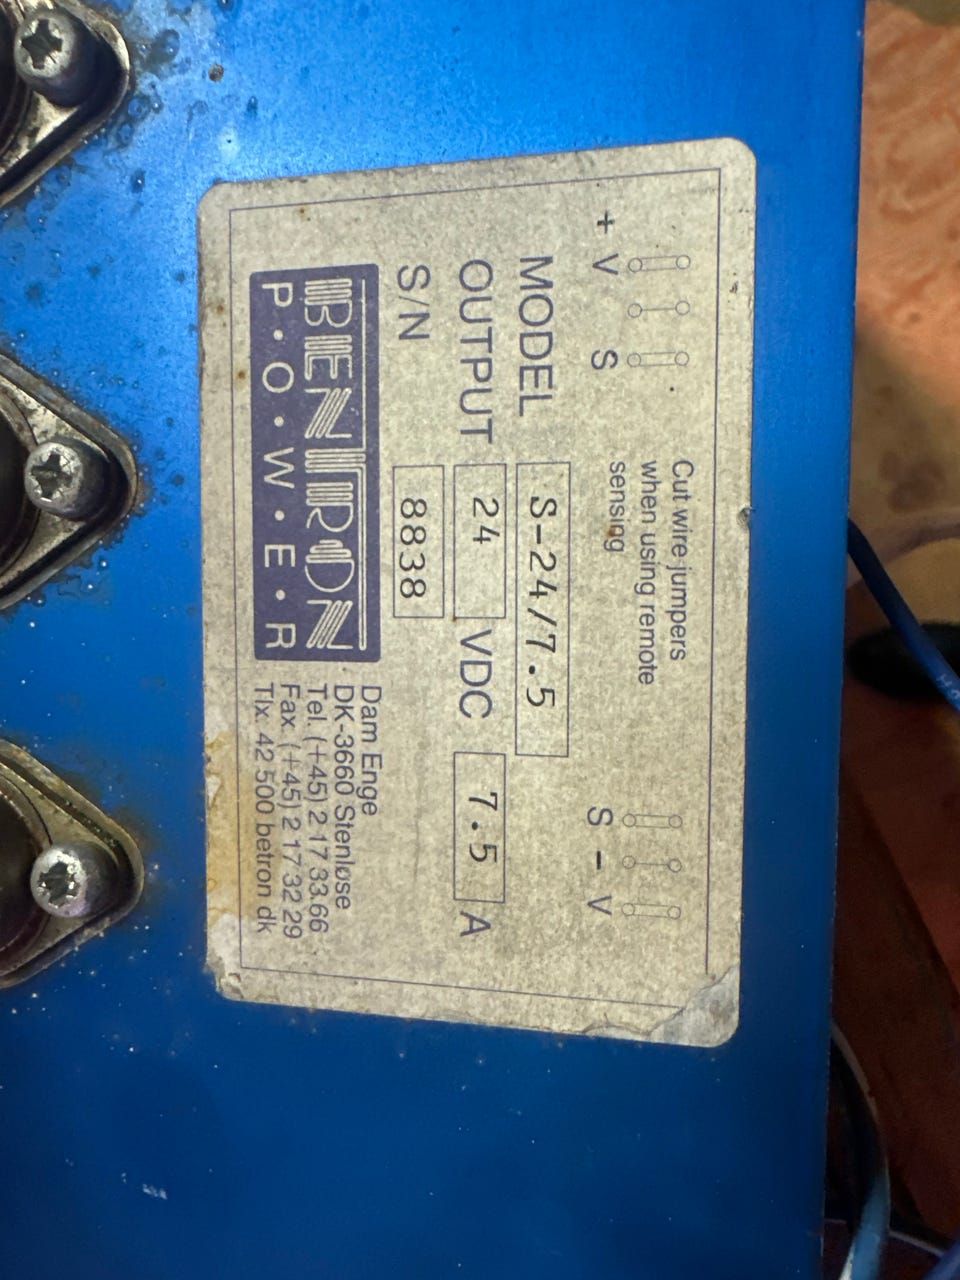 + V S
Cut wire jumpers
when using remote
sensing
S - V
MODEL S-24/7.5
OUTPUT 24 VDC 7.5 A
S/N 8838
BENTRON
P·O·W·E·R
Dam Enge
DK-3660 Stenløse
Tel. (+45) 2 17 33.66
Fax. (+45) 2 17 32 29
Tlx. 42 500 betron dk